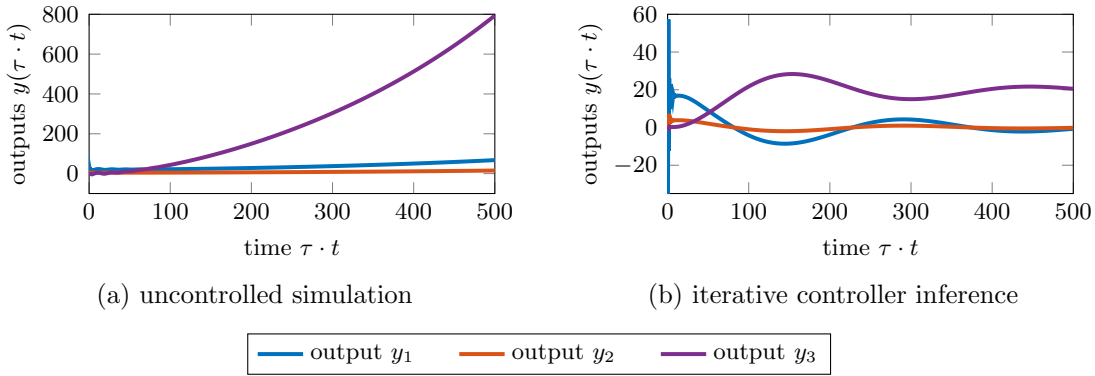 outputs y(τ · t)
800
600
400
200
0
0 100 200 300 400 500
time τ · t
(a) uncontrolled simulation
outputs y(τ · t)
60
40
20
0
−20
0 100 200 300 400 500
time τ · t
(b) iterative controller inference
output y₁ output y₂ output y₃